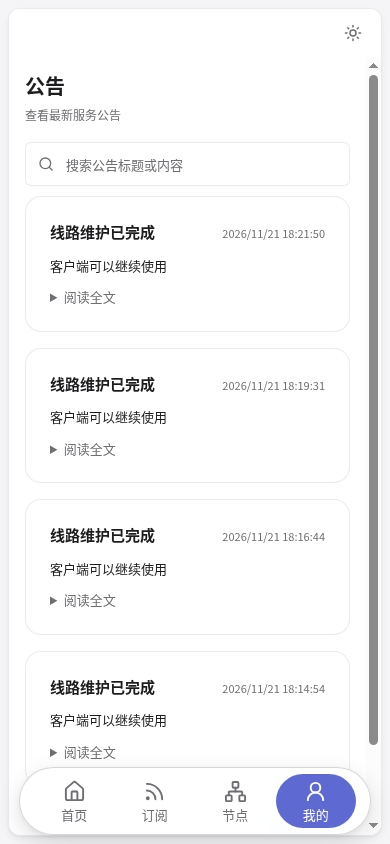 公告
查看最新服务公告
搜索公告标题或内容
线路维护已完成 2026/11/21 18:21:50
客户端可以继续使用
▶ 阅读全文
线路维护已完成 2026/11/21 18:19:31
客户端可以继续使用
▶ 阅读全文
线路维护已完成 2026/11/21 18:16:44
客户端可以继续使用
▶ 阅读全文
线路维护已完成 2026/11/21 18:14:54
客户端可以继续使用
▶ 阅读全文
首页 订阅 节点 我的